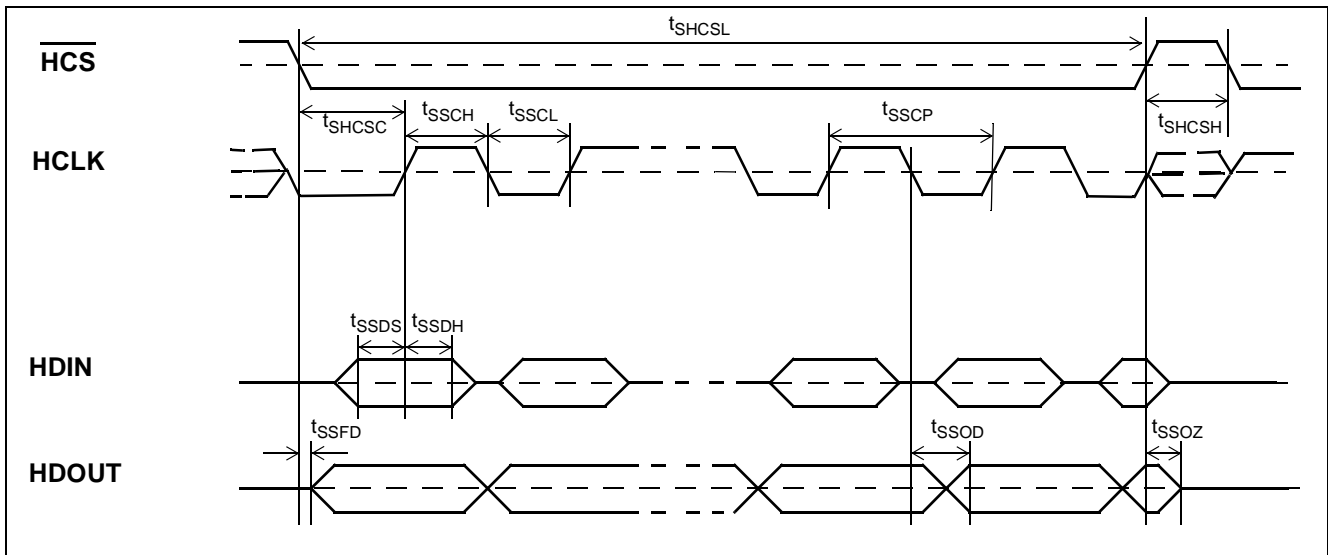 tSHCSL
HCS
tSHCSC
tSSCH
tSSCL
tSSCP
tSHCSH
HCLK
tSSDS
tSSDH
HDIN
tSSFD
tSSOD
tSSOZ
HDOUT